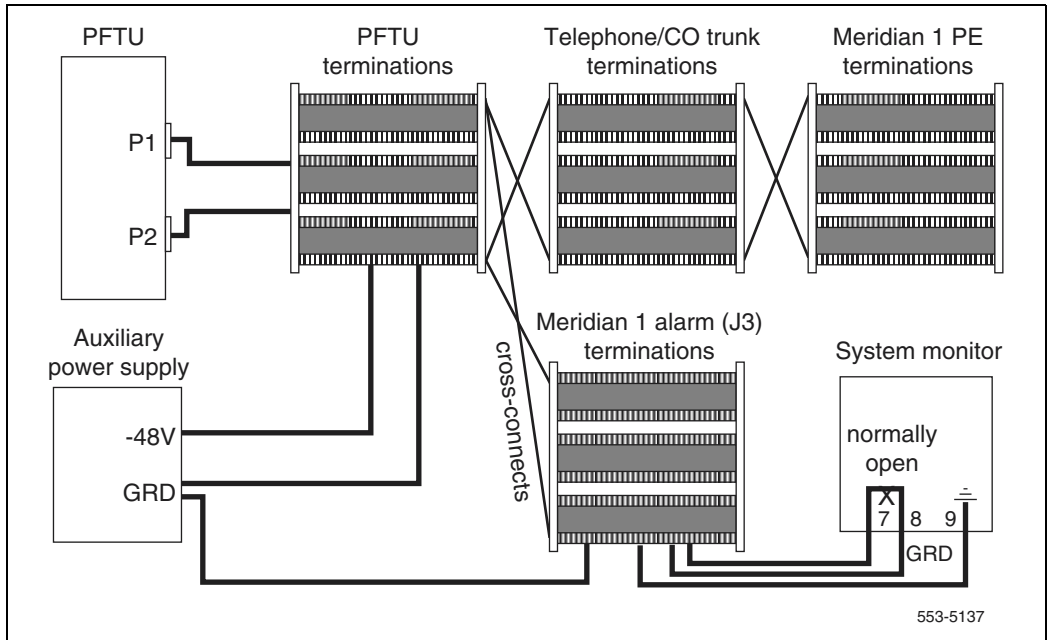 PFTU
PFTU
terminations
Telephone/CO trunk
terminations
Meridian 1 PE
terminations
P1
P2
Auxiliary
power supply
-48V
GRD
cross-connects
Meridian 1 alarm (J3)
terminations
System monitor
normally
open
X
7 8 9
GRD
553-5137